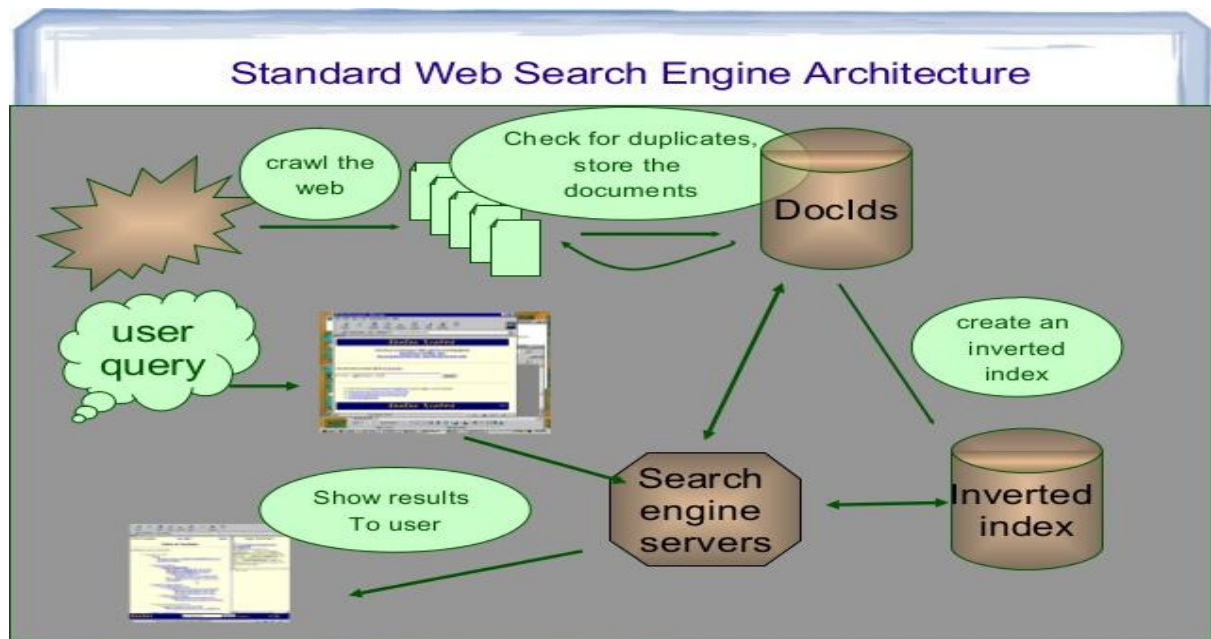 Standard Web Search Engine Architecture
crawl the
web
Check for duplicates,
store the
documents
DocIds
user
query
create an
inverted
index
Search
engine
servers
Inverted
index
Show results
To user